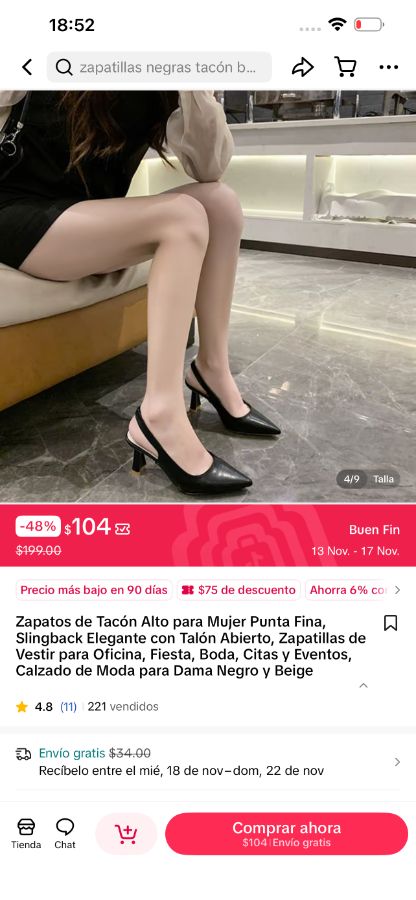 18:52
zapatillas negras tacón b...
4/9 Talla
-48% $104
Buen Fin
$199.00
13 Nov. - 17 Nov.
Precio más bajo en 90 días
$75 de descuento
Ahorra 6% co
Zapatos de Tacón Alto para Mujer Punta Fina,
Slingback Elegante con Talón Abierto, Zapatillas de
Vestir para Oficina, Fiesta, Boda, Citas y Eventos,
Calzado de Moda para Dama Negro y Beige
4.8 (11) 221 vendidos
Envío gratis $34.00
Recíbelo entre el mié, 18 de nov–dom, 22 de nov
Tienda
Chat
Comprar ahora
$104 | Envío gratis